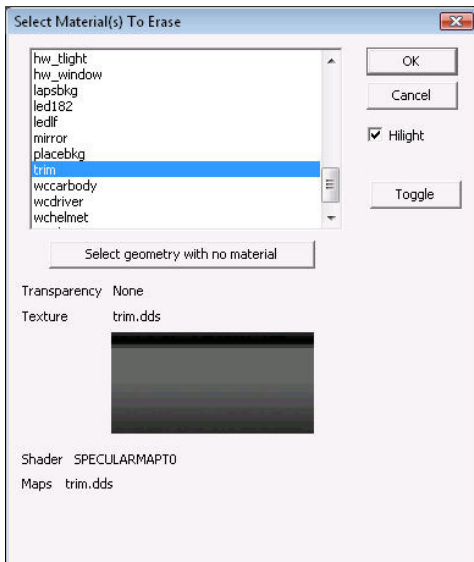 Select Material(s) To Erase
hw_tlight
hw_window
lapsbkg
led182
ledlf
mirror
placebkg
trim
wccarbody
wcdriver
wchelmet
OK
Cancel
Hilight
Toggle
Select geometry with no material
Transparency None
Texture trim.dds
Shader SPECULARMAPT0
Maps trim.dds